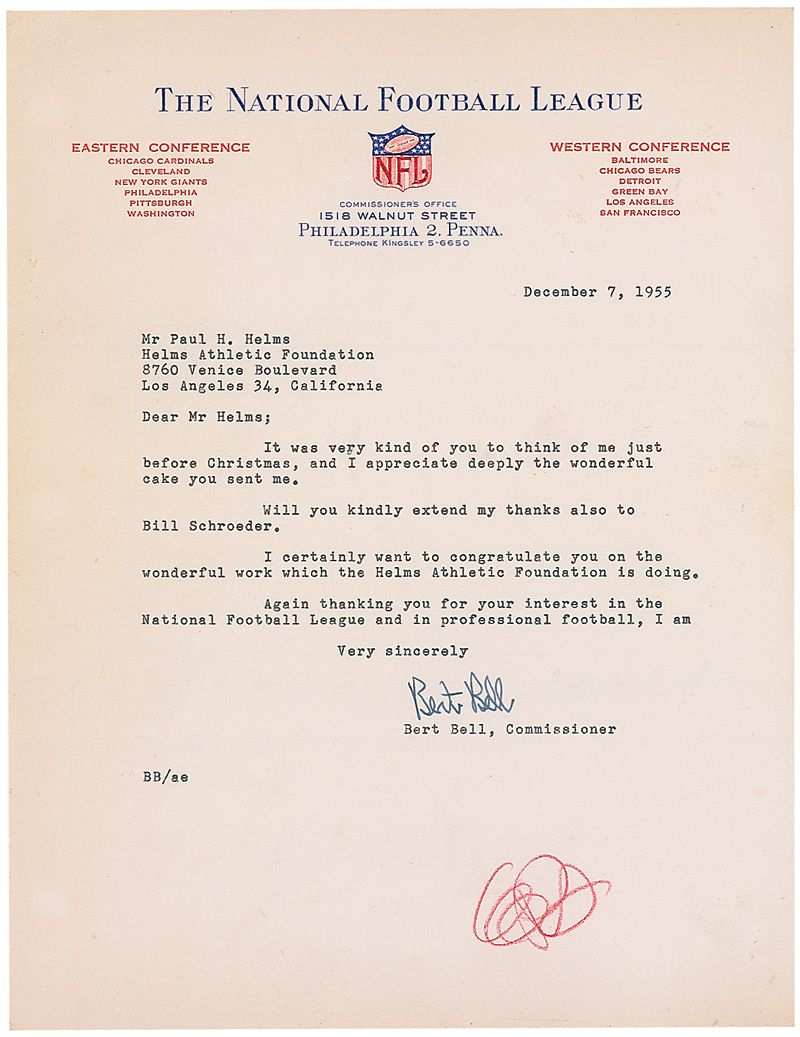 THE NATIONAL FOOTBALL LEAGUE
EASTERN CONFERENCE
CHICAGO CARDINALS
CLEVELAND
NEW YORK GIANTS
PHILADELPHIA
PITTSBURGH
WASHINGTON
NFL
COMMISSIONER'S OFFICE
1518 WALNUT STREET
PHILADELPHIA 2, PENNA.
TELEPHONE KINGSLEY 5-6650
WESTERN CONFERENCE
BALTIMORE
CHICAGO BEARS
DETROIT
GREEN BAY
LOS ANGELES
SAN FRANCISCO
December 7, 1955
Mr Paul H. Helms
Helms Athletic Foundation
8760 Venice Boulevard
Los Angeles 34, California
Dear Mr Helms;
It was very kind of you to think of me just
before Christmas, and I appreciate deeply the wonderful
cake you sent me.
Will you kindly extend my thanks also to
Bill Schroeder.
I certainly want to congratulate you on the
wonderful work which the Helms Athletic Foundation is doing.
Again thanking you for your interest in the
National Football League and in professional football, I am
Very sincerely
Bert Bell
Bert Bell, Commissioner
BB/ae